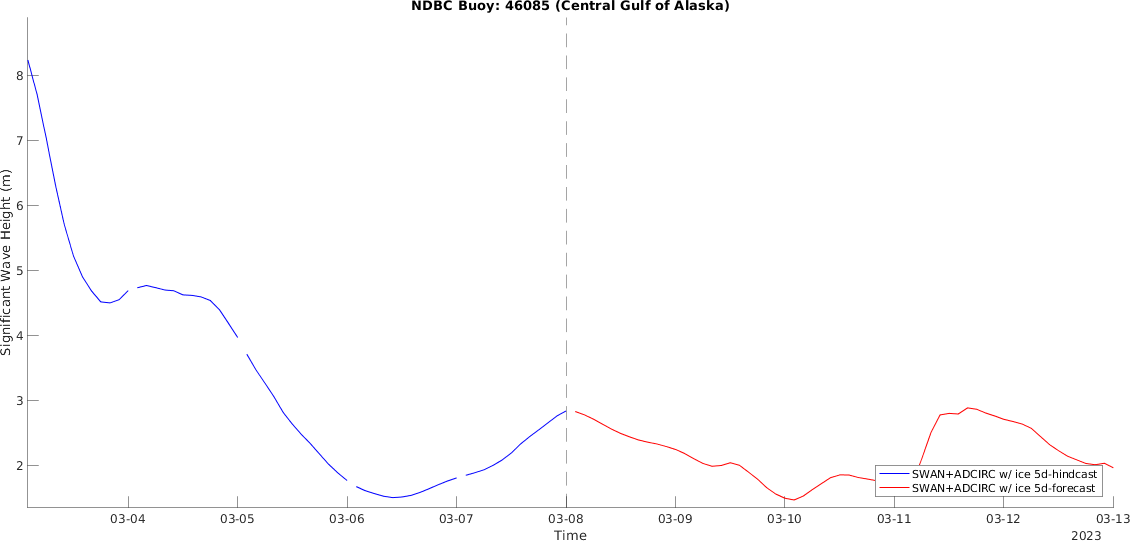 NDBC Buoy: 46085 (Central Gulf of Alaska)
Significant Wave Height (m)
8
7
6
5
4
3
2
SWAN+ADCIRC w/ ice 5d-hindcast
SWAN+ADCIRC w/ ice 5d-forecast
03-04 03-05 03-06 03-07 03-08 03-09 03-10 03-11 03-12 03-13
Time
2023